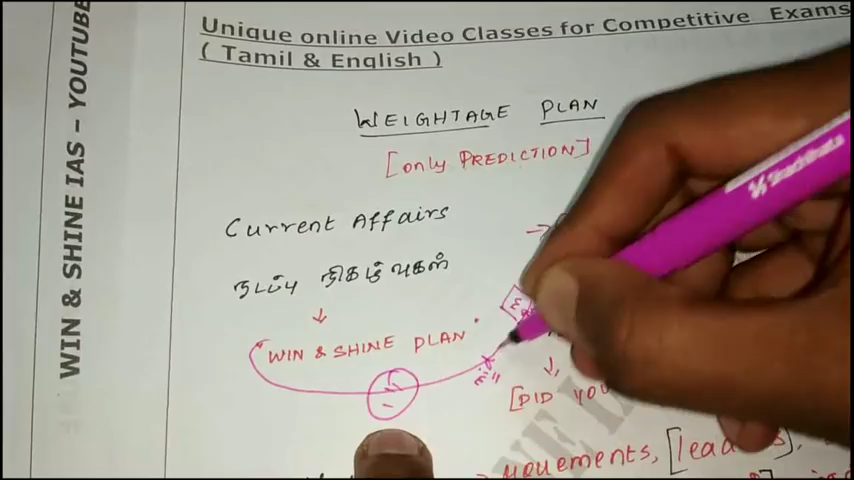 Unique online Video Classes for Competitive Exams
( Tamil & English )
WIN & SHINE IAS – YOUTUBE
WEIGHTAGE PLAN
[only PREDICTION]
Current Affairs
நடப்பு நிகழ்வுகள்
WIN & SHINE PLAN
[DID YOU
movements, [leaders],